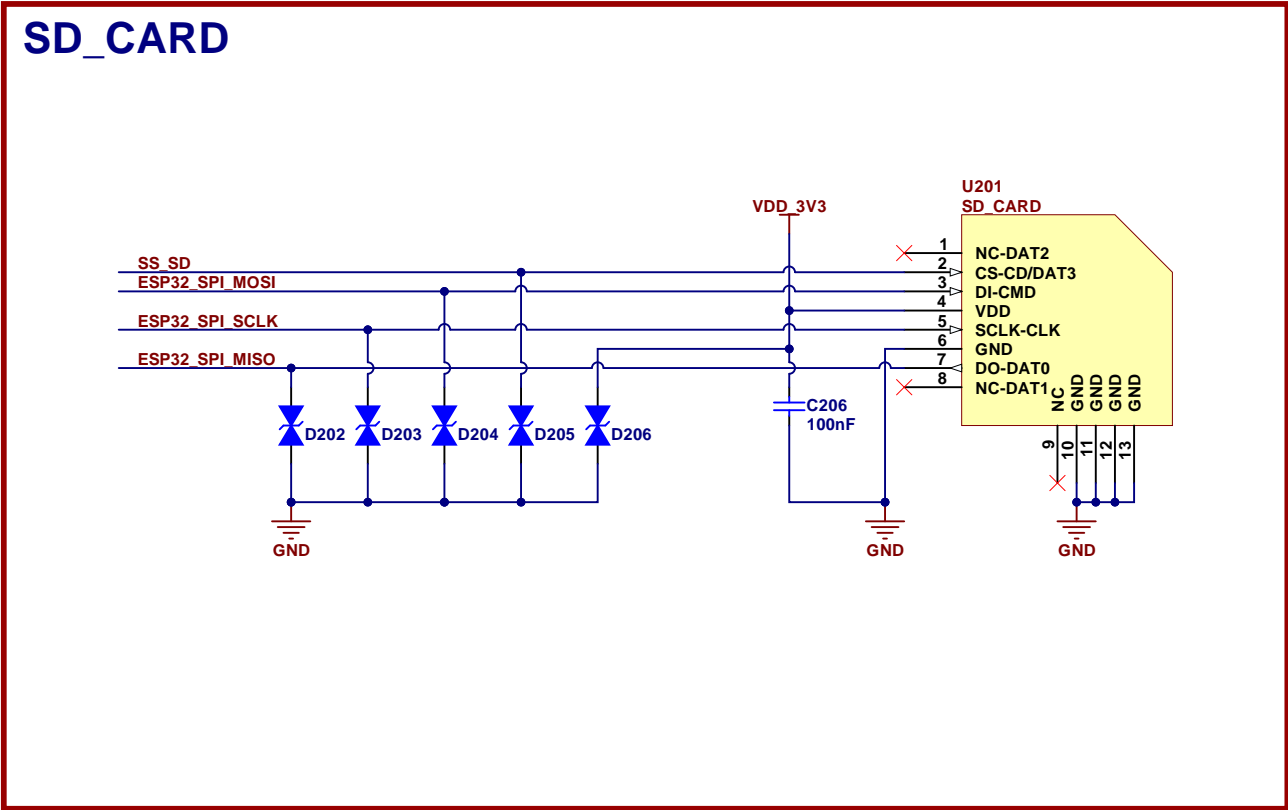 SD_CARD
U201
SD_CARD
VDD_3V3
SS_SD
ESP32_SPI_MOSI
ESP32_SPI_SCLK
ESP32_SPI_MISO
1 NC-DAT2
2 CS-CD/DAT3
3 DI-CMD
4 VDD
5 SCLK-CLK
6 GND
7 DO-DAT0
8 NC-DAT1
NC
GND
GND
GND
GND
9
10
11
12
13
D202
D203
D204
D205
D206
C206
100nF
GND
GND
GND